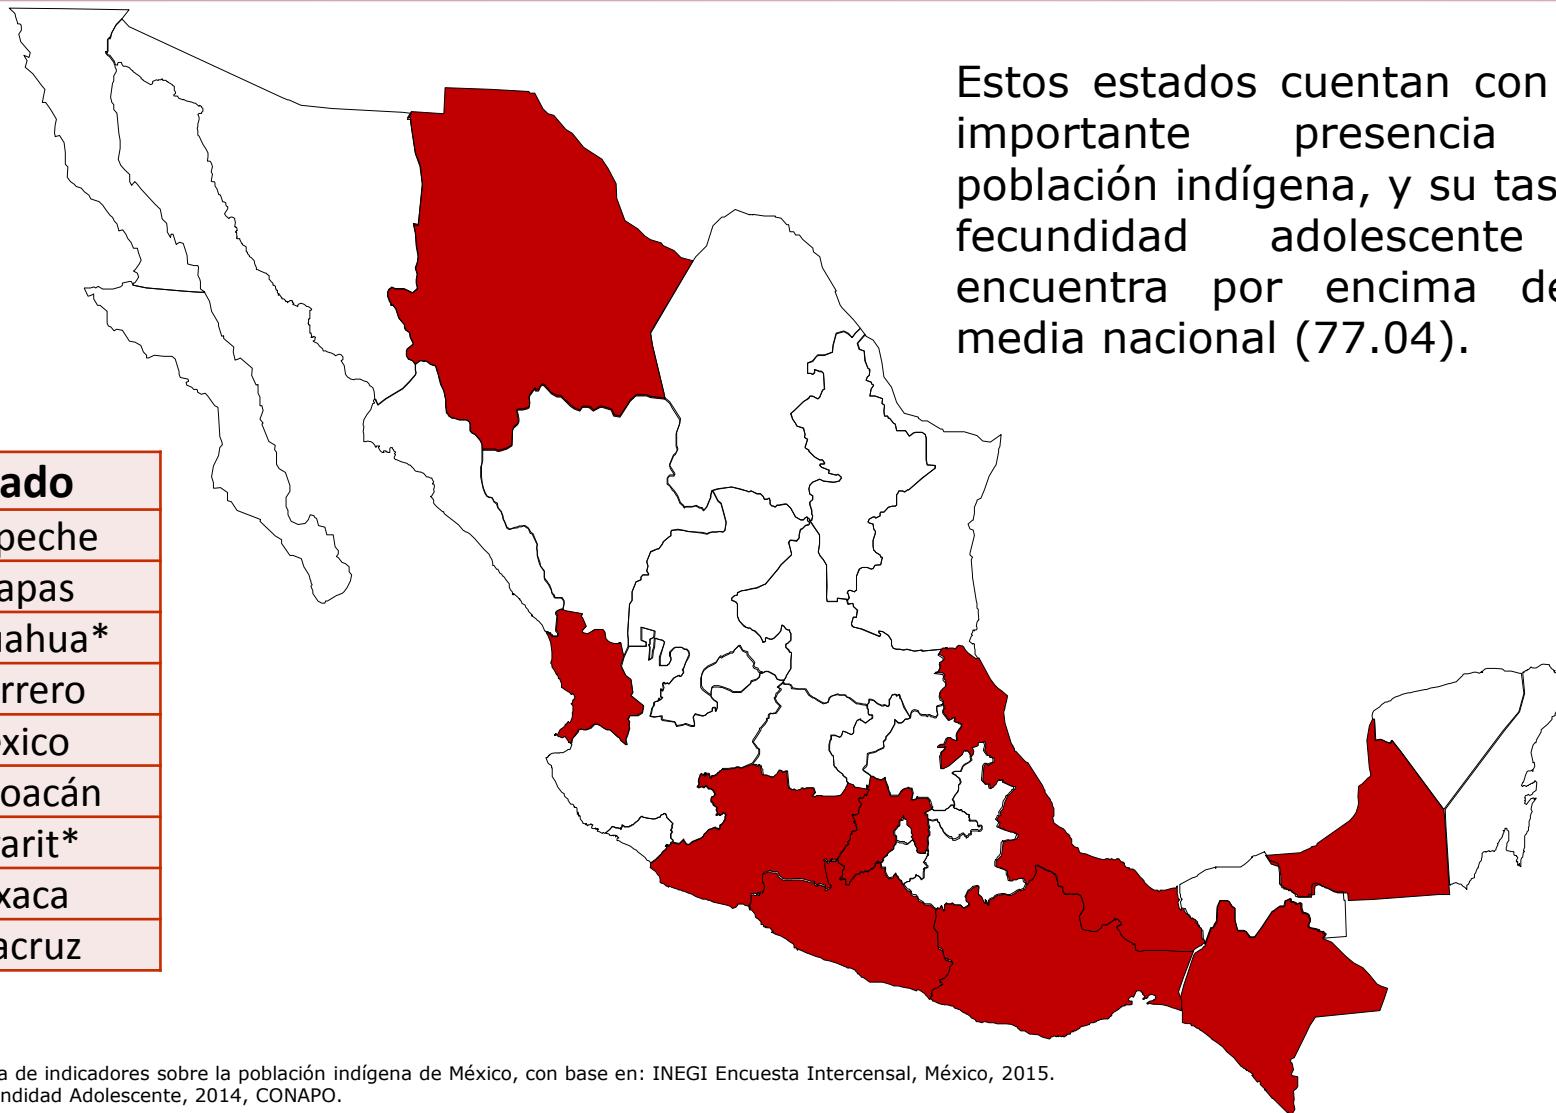 Estos estados cuentan con
importante presencia
población indígena, y su tas
fecundidad adolescente
encuentra por encima de
media nacional (77.04).
ado
peche
apas
uahua*
rrero
xico
oacán
arit*
xaca
acruz
a de indicadores sobre la población indígena de México, con base en: INEGI Encuesta Intercensal, México, 2015.
ndidad Adolescente, 2014, CONAPO.